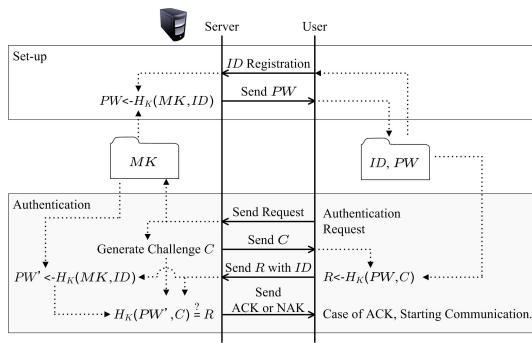 Server User
Set-up
ID Registration
PW<-H_K(MK,ID)
Send PW
MK
ID, PW
Authentication
Send Request
Authentication
Request
Generate Challenge C
Send C
PW'<-H_K(MK,ID)
Send R with ID
R<-H_K(PW,C)
H_K(PW',C) ≟ R
Send
ACK or NAK
Case of ACK, Starting Communication.